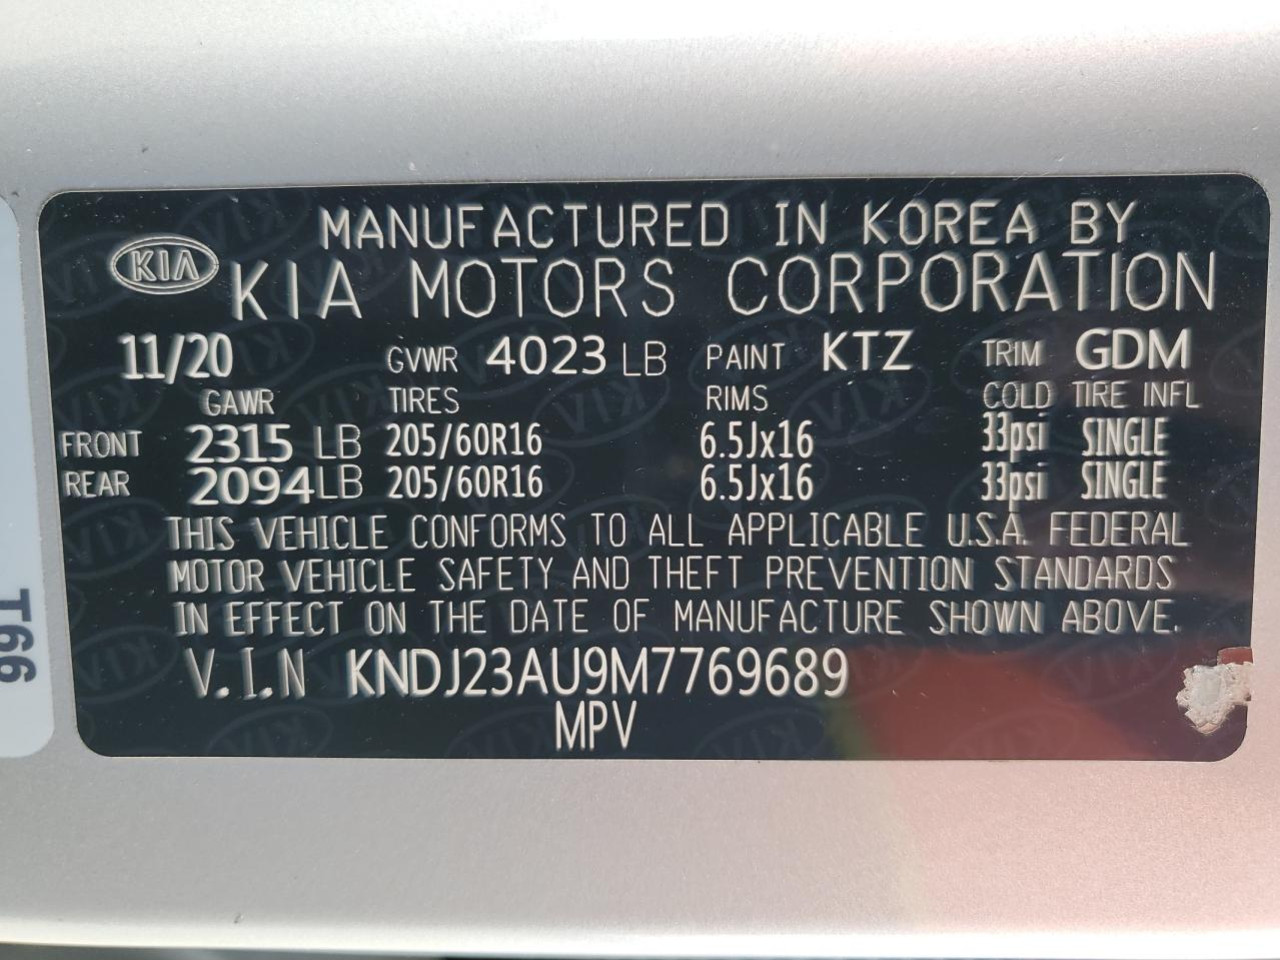 MANUFACTURED IN KOREA BY
KIA KIA MOTORS CORPORATION
11/20 GVWR 4023 LB PAINT KTZ TRIM GDM
GAWR TIRES RIMS COLD TIRE INFL
FRONT 2315 LB 205/60R16 6.5Jx16 33psi SINGLE
REAR 2094LB 205/60R16 6.5Jx16 33psi SINGLE
THIS VEHICLE CONFORMS TO ALL APPLICABLE U.S.A. FEDERAL
MOTOR VEHICLE SAFETY AND THEFT PREVENTION STANDARDS
IN EFFECT ON THE DATE OF MANUFACTURE SHOWN ABOVE.
V.I.N KNDJ23AU9M7769689
MPV
T66